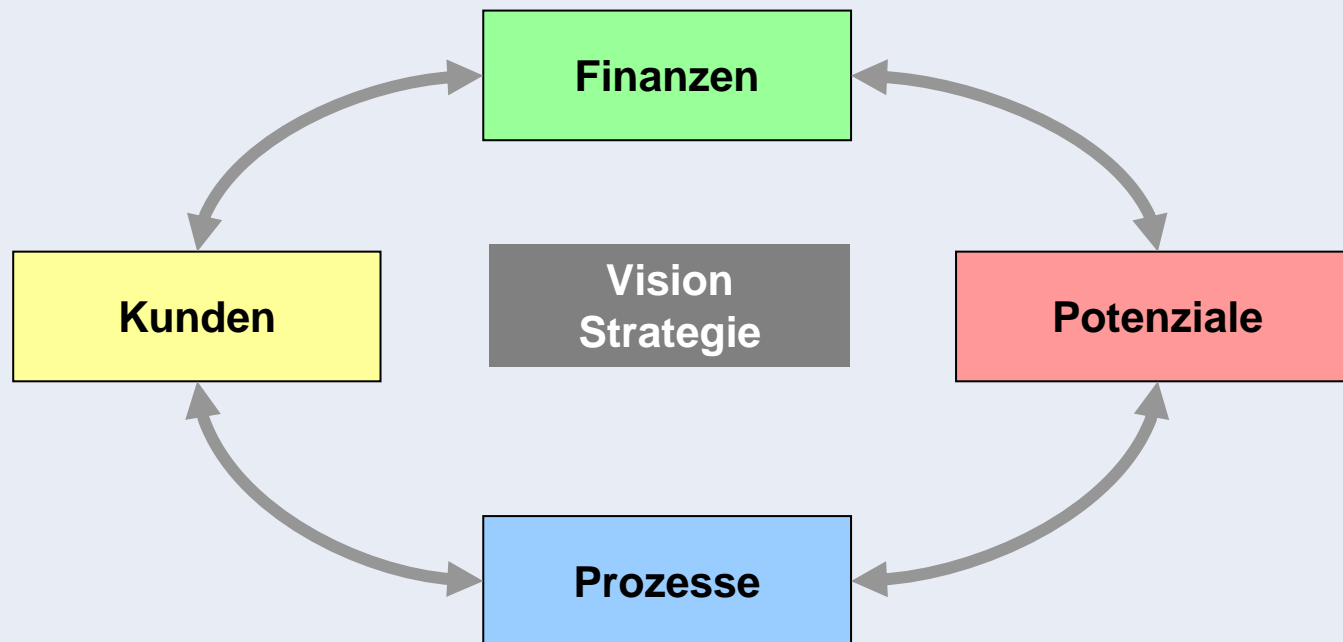 Finanzen
Kunden
Vision
Strategie
Potenziale
Prozesse